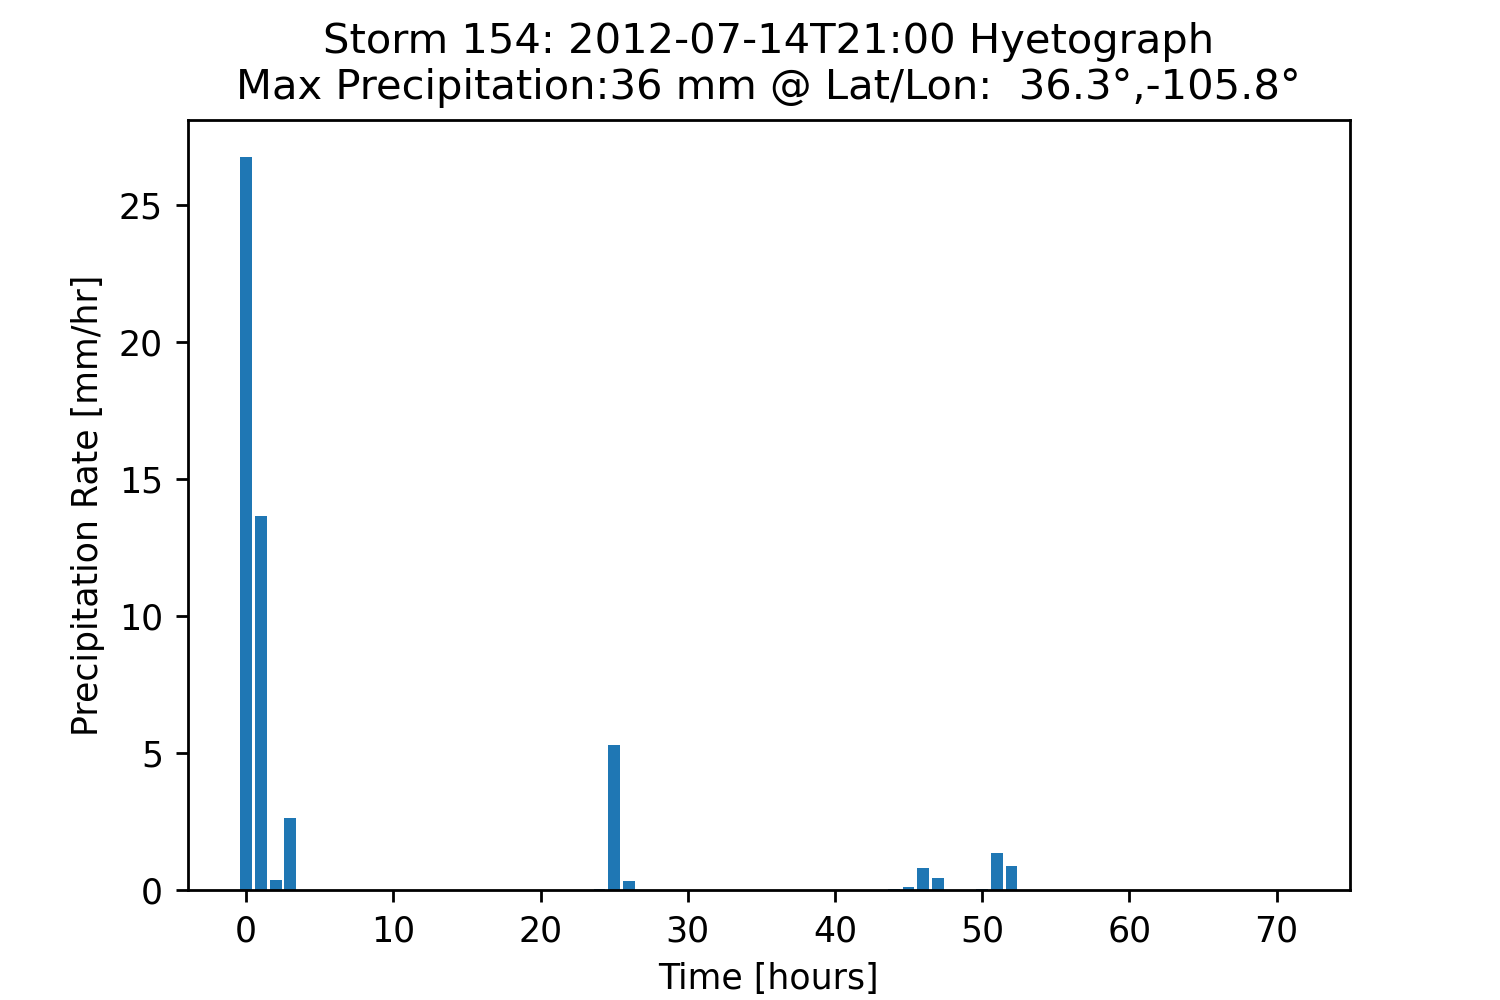 Storm 154: 2012-07-14T21:00 Hyetograph
Max Precipitation:36 mm @ Lat/Lon:  36.3°,-105.8°
Precipitation Rate [mm/hr]
25
20
15
10
5
0
0 10 20 30 40 50 60 70
Time [hours]